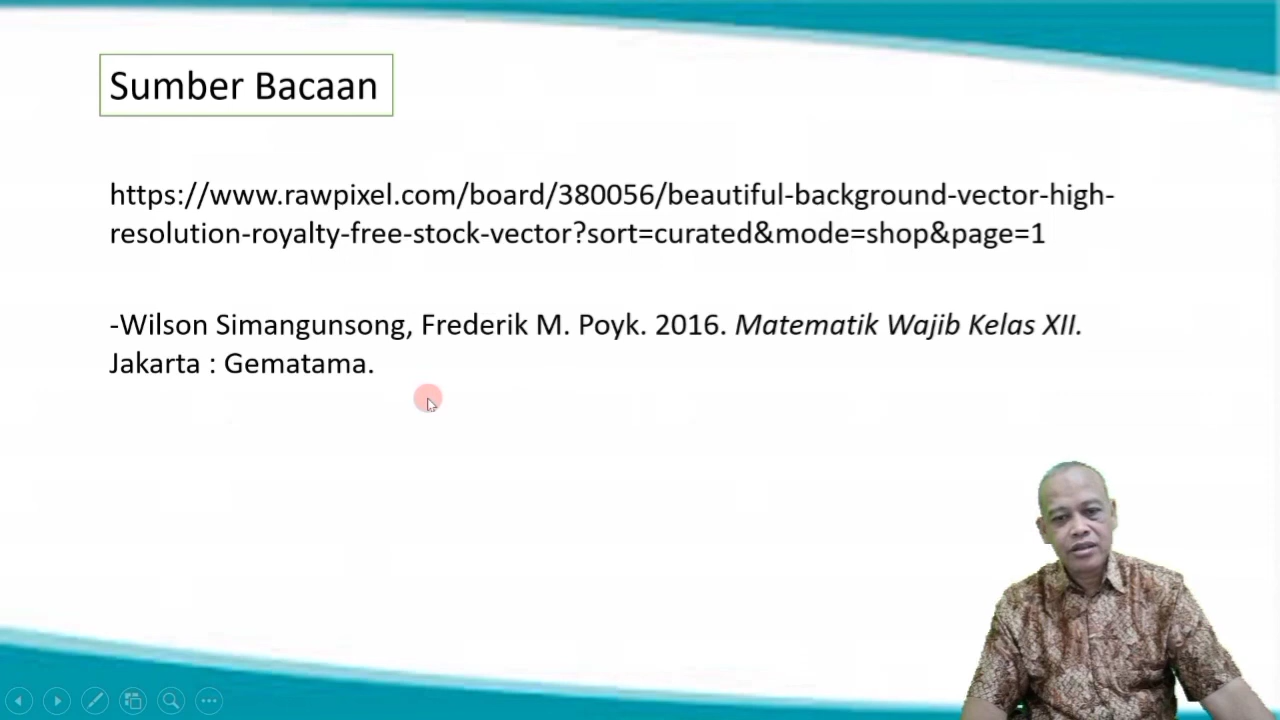 Sumber Bacaan
https://www.rawpixel.com/board/380056/beautiful-background-vector-high-
resolution-royalty-free-stock-vector?sort=curated&mode=shop&page=1
-Wilson Simangunsong, Frederik M. Poyk. 2016. Matematik Wajib Kelas XII.
Jakarta : Gematama.